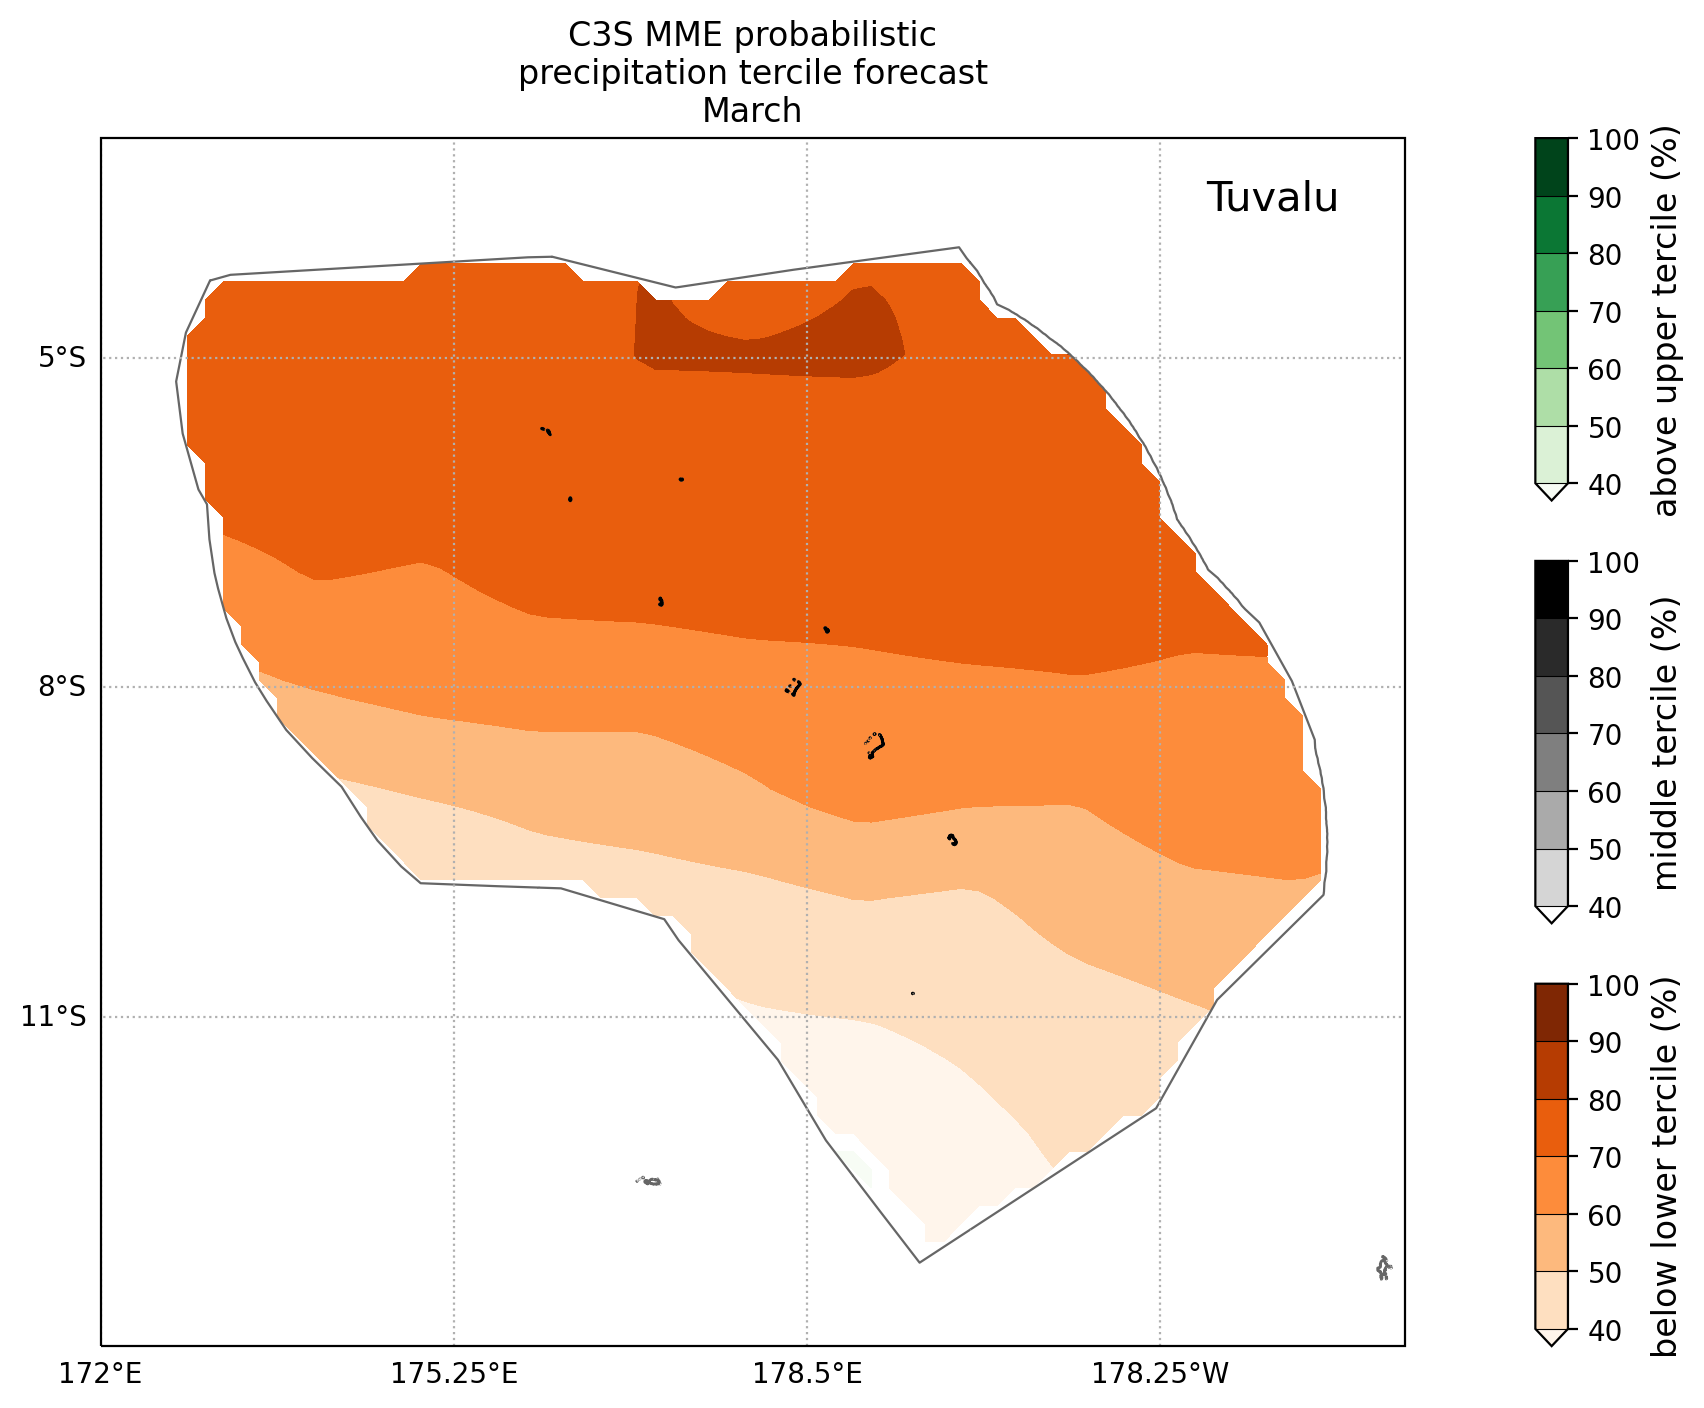 C3S MME probabilistic
precipitation tercile forecast
March
Tuvalu
5°S
8°S
11°S
172°E
175.25°E
178.5°E
178.25°W
100
90
80
70
60
50
40
above upper tercile (%)
100
90
80
70
60
50
40
middle tercile (%)
100
90
80
70
60
50
40
below lower tercile (%)